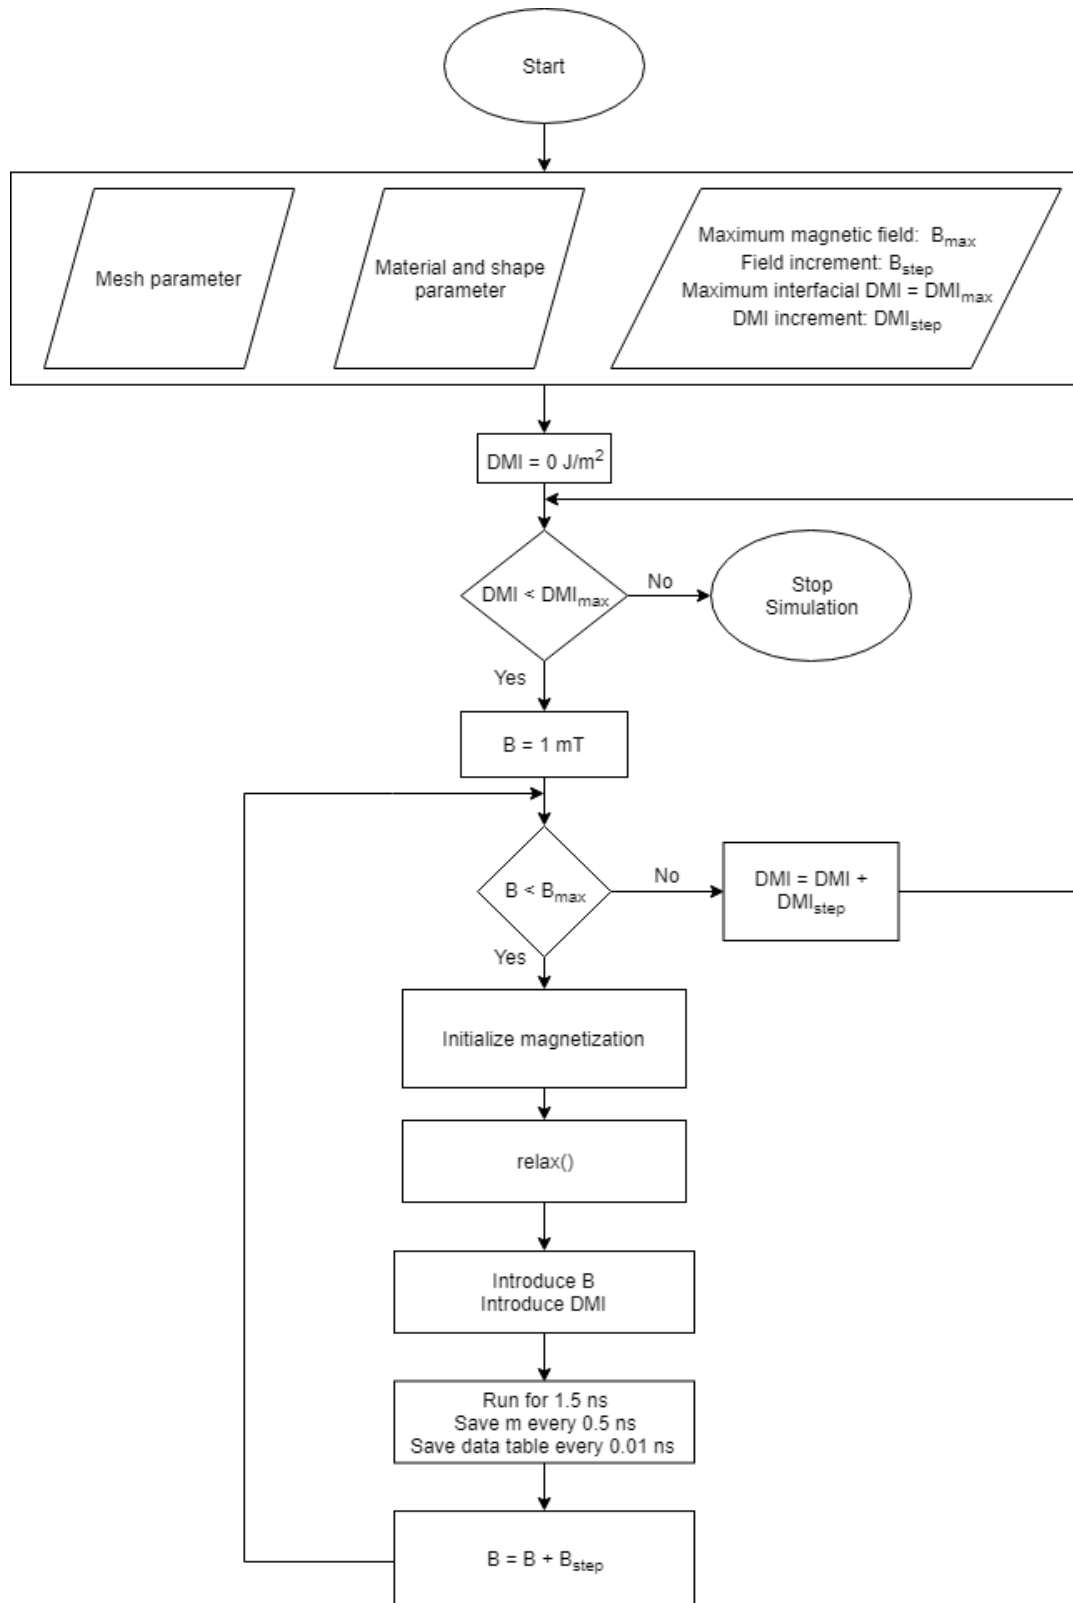 Start
Mesh parameter
Material and shape
parameter
Maximum magnetic field: B_max
Field increment: B_step
Maximum interfacial DMI = DMI_max
DMI increment: DMI_step
DMI = 0 J/m²
DMI < DMI_max
No
Stop
Simulation
Yes
B = 1 mT
B < B_max
No
DMI = DMI +
DMI_step
Yes
Initialize magnetization
relax()
Introduce B
Introduce DMI
Run for 1.5 ns
Save m every 0.5 ns
Save data table every 0.01 ns
B = B + B_step